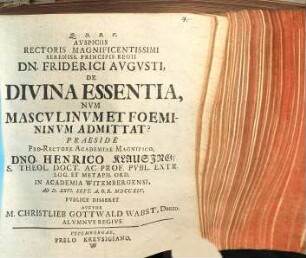 AVSPICIIS
RECTORIS MAGNIFICENTISSIMI
SERENISS. PRINCIPIS REGII
DN. FRIDERICI AVGVSTI,
DE
DIVINA ESSENTIA,
NVM
MASCVLINVM ET FOEMI-
NINVM ADMITTAT?
PRAESIDE
PRO-RECTORE ACADEMIAE MAGNIFICO,
DNO HENRICO KLAUSING,
S. THEOL. DOCT. AC PROF. PVBL. EXTR.
LOG. ET METAPH. ORD.
IN ACADEMIA WITEMBERGENSI,
PVBLICE DISSERET
AVCTOR
M. CHRISTLIEB GOTTWALD WABST,
ALVMNVS REGIVS.
PRELO KREVSIGIANO.